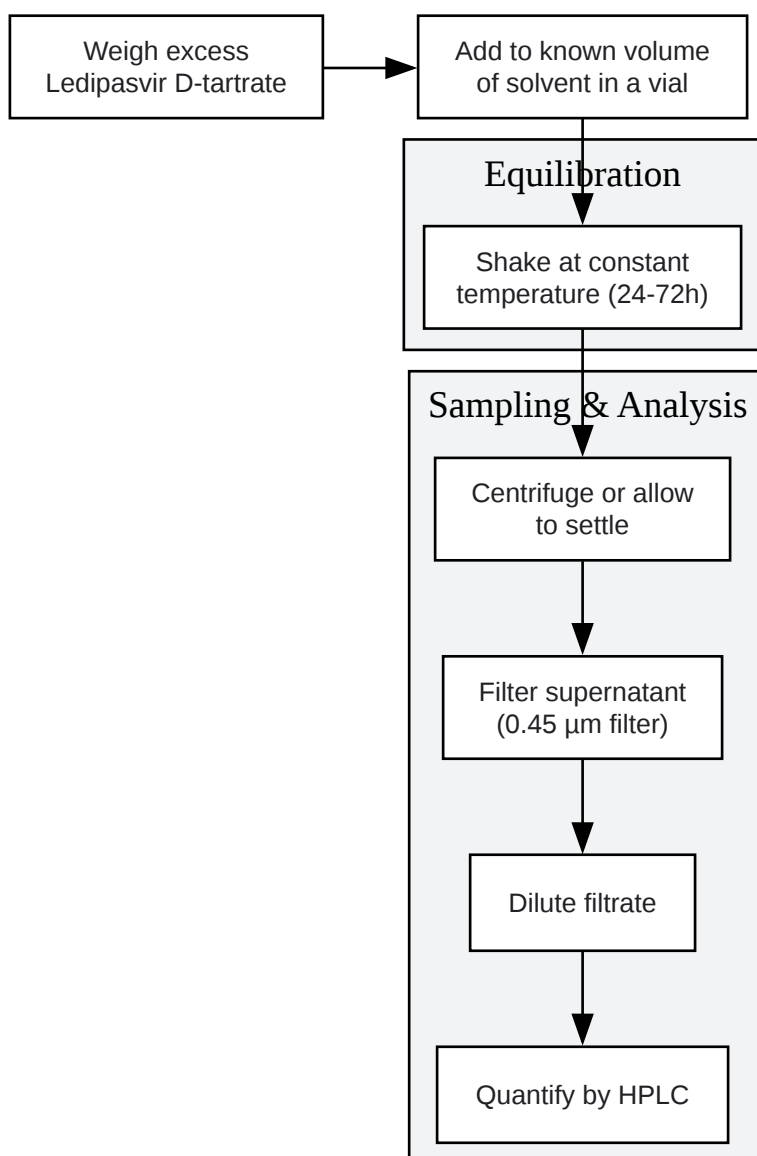 Weigh excess
Ledipasvir D-tartrate
Add to known volume
of solvent in a vial
Equilibration
Shake at constant
temperature (24-72h)
Sampling & Analysis
Centrifuge or allow
to settle
Filter supernatant
(0.45 µm filter)
Dilute filtrate
Quantify by HPLC